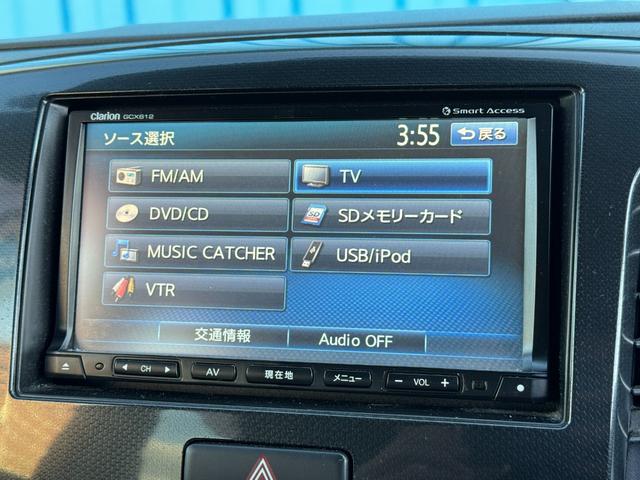 Clarion GCX612
Smart Access
ソース選択 3:55 戻る
FM/AM TV
DVD/CD SDメモリーカード
MUSIC CATCHER USB/iPod
VTR
交通情報 Audio OFF
CH AV 現在地 メニュー − VOL +